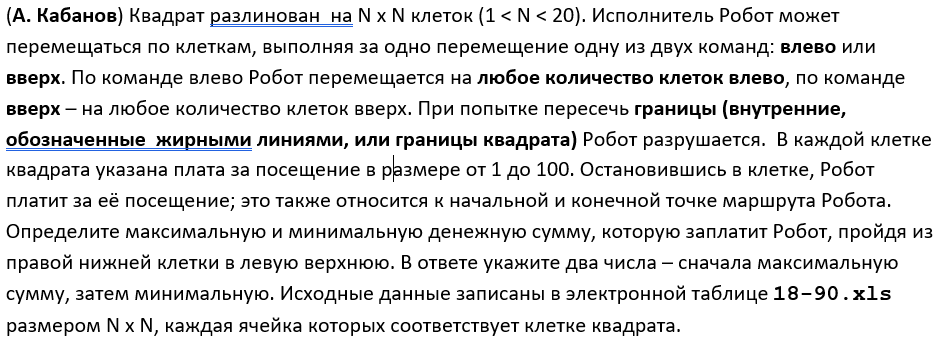 (А. Кабанов) Квадрат разлинован на N x N клеток (1 < N < 20). Исполнитель Робот может
перемещаться по клеткам, выполняя за одно перемещение одну из двух команд: влево или
вверх. По команде влево Робот перемещается на любое количество клеток влево, по команде
вверх – на любое количество клеток вверх. При попытке пересечь границы (внутренние,
обозначенные жирными линиями, или границы квадрата) Робот разрушается. В каждой клетке
квадрата указана плата за посещение в размере от 1 до 100. Остановившись в клетке, Робот
платит за её посещение; это также относится к начальной и конечной точке маршрута Робота.
Определите максимальную и минимальную денежную сумму, которую заплатит Робот, пройдя из
правой нижней клетки в левую верхнюю. В ответе укажите два числа – сначала максимальную
сумму, затем минимальную. Исходные данные записаны в электронной таблице 18-90.xls
размером N x N, каждая ячейка которых соответствует клетке квадрата.